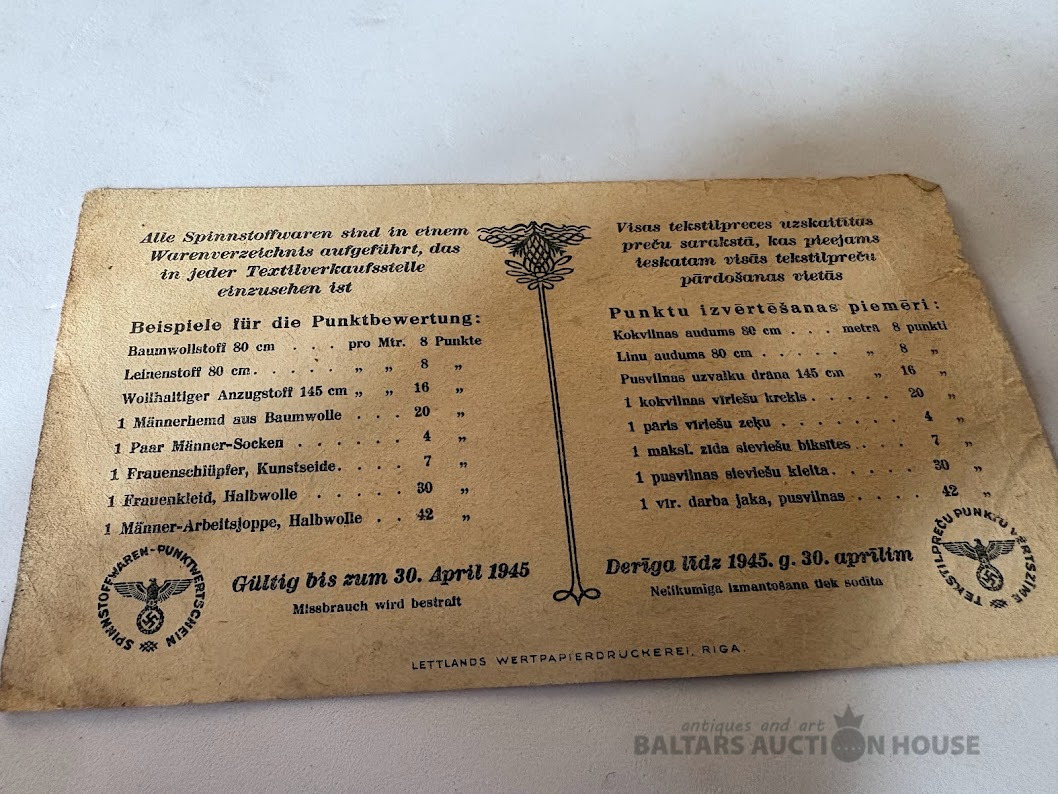 Alle Spinnstoffwaren sind in einem
Warenverzeichnis aufgeführt, das
in jeder Textilverkaufsstelle
einzusehen ist
Beispiele für die Punktbewertung:
Baumwollstoff 80 cm . . . pro Mtr. 8 Punkte
Leinenstoff 80 cm . . . . . „ „ 8 „
Wollhaltiger Anzugstoff 145 cm „ „ 16 „
1 Männerhemd aus Baumwolle . . . 20 „
1 Paar Männer-Socken . . . . . . 4 „
1 Frauenschlüpfer, Kunstseide. . . . 7 „
1 Frauenkleid, Halbwolle . . . . . 30 „
1 Männer-Arbeitsjoppe, Halbwolle . . 42 „
Gültig bis zum 30. April 1945
Missbrauch wird bestraft
SPINNSTOFFWAREN-PUNKTWERTSCHEIN
Visas tekstilpreces uzskaitītas
preču sarakstā, kas pieejams
ieskatam visās tekstilpreču
pārdošanas vietās
Punktu izvērtēšanas piemēri:
Kokvilnas audums 80 cm . . . metrā 8 punkti
Linu audums 80 cm . . . . . „ 8 „
Pusvilnas uzvalku drāna 145 cm „ 16 „
1 kokvilnas vīriešu krekls . . . . . 20 „
1 pāris vīriešu zeķu . . . . . . 4 „
1 māksl. zīda sieviešu biksītes . . . 7 „
1 pusvilnas sieviešu kleita . . . . . 30 „
1 vīr. darba jaka, pusvilnas . . . . 42 „
Derīga līdz 1945. g. 30. aprīlim
Nelikumīga izmantošana tiek sodīta
TEKSTILPREČU PUNKTU VĒRTSZĪME
LETTLANDS WERTPAPIERDRUCKEREI, RIGA.
antiques and art
BALTARS AUCTION HOUSE